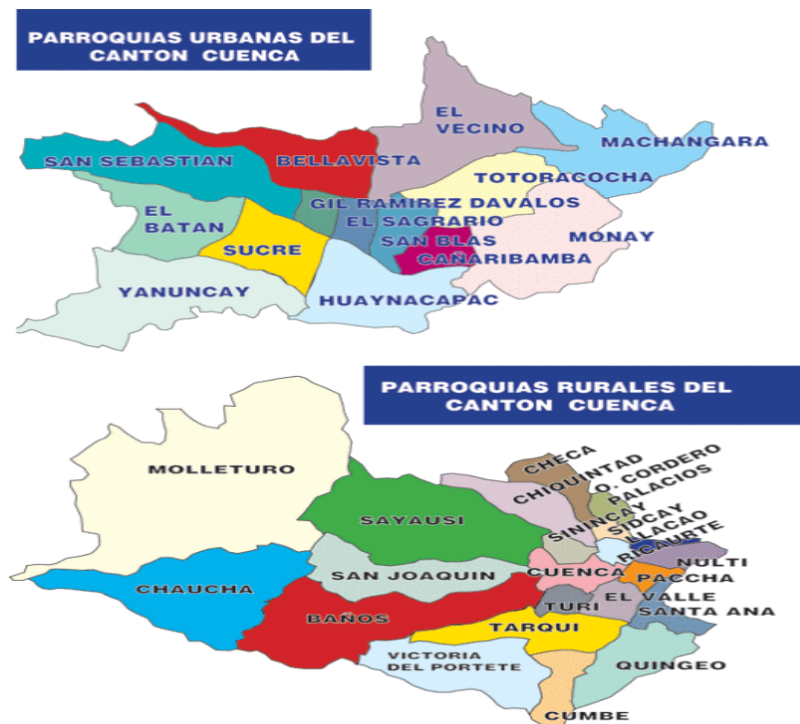 PARROQUIAS URBANAS DEL
CANTON CUENCA
EL
VECINO
MACHANGARA
SAN SEBASTIAN
BELLAVISTA
TOTORACOCHA
GIL RAMIREZ DAVALOS
EL
BATAN
EL SAGRARIO
SUCRE
SAN BLAS
MONAY
CAÑARIBAMBA
YANUNCAY
HUAYNACAPAC
PARROQUIAS RURALES DEL
CANTON CUENCA
MOLLETURO
CHECA
CHIQUINTAD
O. CORDERO
PALACIOS
SAYAUSI
SININCAY
SIDCAY
LLACAO
RICAURTE
NULTI
CUENCA
PACCHA
SAN JOAQUIN
CHAUCHA
EL VALLE
TURI
SANTA ANA
BAÑOS
TARQUI
VICTORIA
DEL PORTETE
QUINGEO
CUMBE